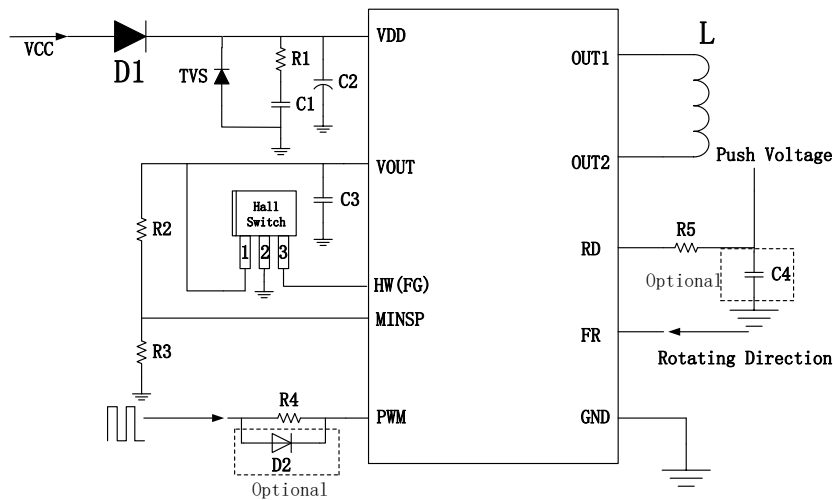 VCC
D1
TVS
R1
C1
C2
VDD
OUT1
L
OUT2
Push Voltage
VOUT
C3
R2
Hall
Switch
1 2 3
HW(FG)
RD
R5
Optional
C4
MINSP
FR
Rotating Direction
R3
R4
PWM
GND
D2
Optional